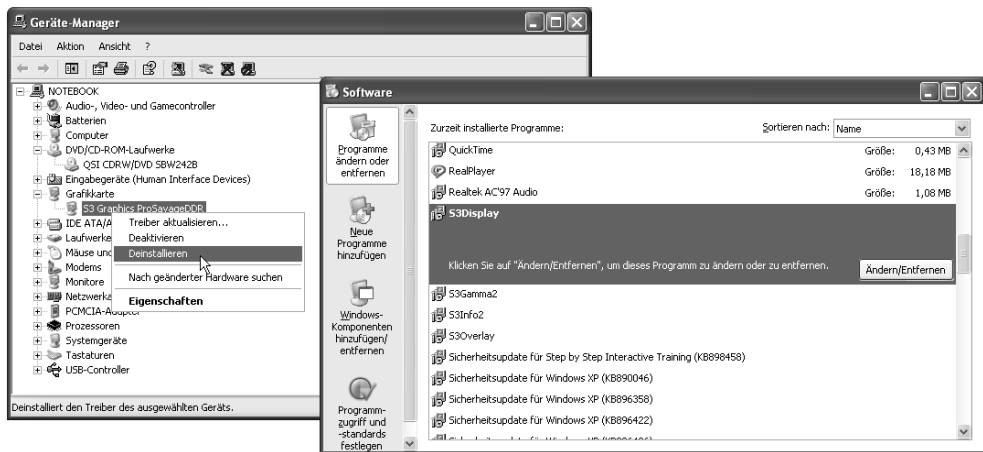 Geräte-Manager
Datei Aktion Ansicht ?
NOTEBOOK
Audio-, Video- und Gamecontroller
Batterien
Computer
DVD/CD-ROM-Laufwerke
QSI CDRW/DVD SBW242B
Eingabegeräte (Human Interface Devices)
Grafikkarte
S3 Graphics ProSavageDDR
IDE ATA/A
Laufwerke
Mäuse und
Modems
Monitore
Netzwerka
PCMCIA-Adapter
Prozessoren
Systemgeräte
Tastaturen
USB-Controller
Treiber aktualisieren...
Deaktivieren
Deinstallieren
Nach geänderter Hardware suchen
Eigenschaften
Deinstalliert den Treiber des ausgewählten Geräts.
Software
Programme
ändern oder
entfernen
Neue
Programme
hinzufügen
Windows-
Komponenten
hinzufügen/
entfernen
Programm-
zugriff und
-standards
festlegen
Zurzeit installierte Programme: Sortieren nach: Name
QuickTime Größe: 0,43 MB
RealPlayer Größe: 18,18 MB
Realtek AC'97 Audio Größe: 1,08 MB
S3Display
Klicken Sie auf "Ändern/Entfernen", um dieses Programm zu ändern oder zu entfernen. Ändern/Entfernen
S3Gamma2
S3Info2
S3Overlay
Sicherheitsupdate für Step by Step Interactive Training (KB898458)
Sicherheitsupdate für Windows XP (KB890046)
Sicherheitsupdate für Windows XP (KB896358)
Sicherheitsupdate für Windows XP (KB896422)